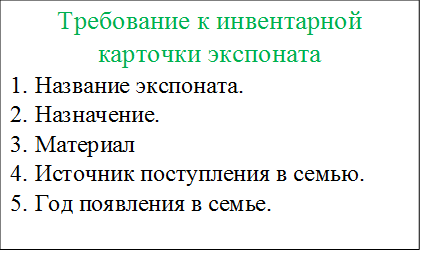 Требование к инвентарной
карточки экспоната
1. Название экспоната.
2. Назначение.
3. Материал
4. Источник поступления в семью.
5. Год появления в семье.